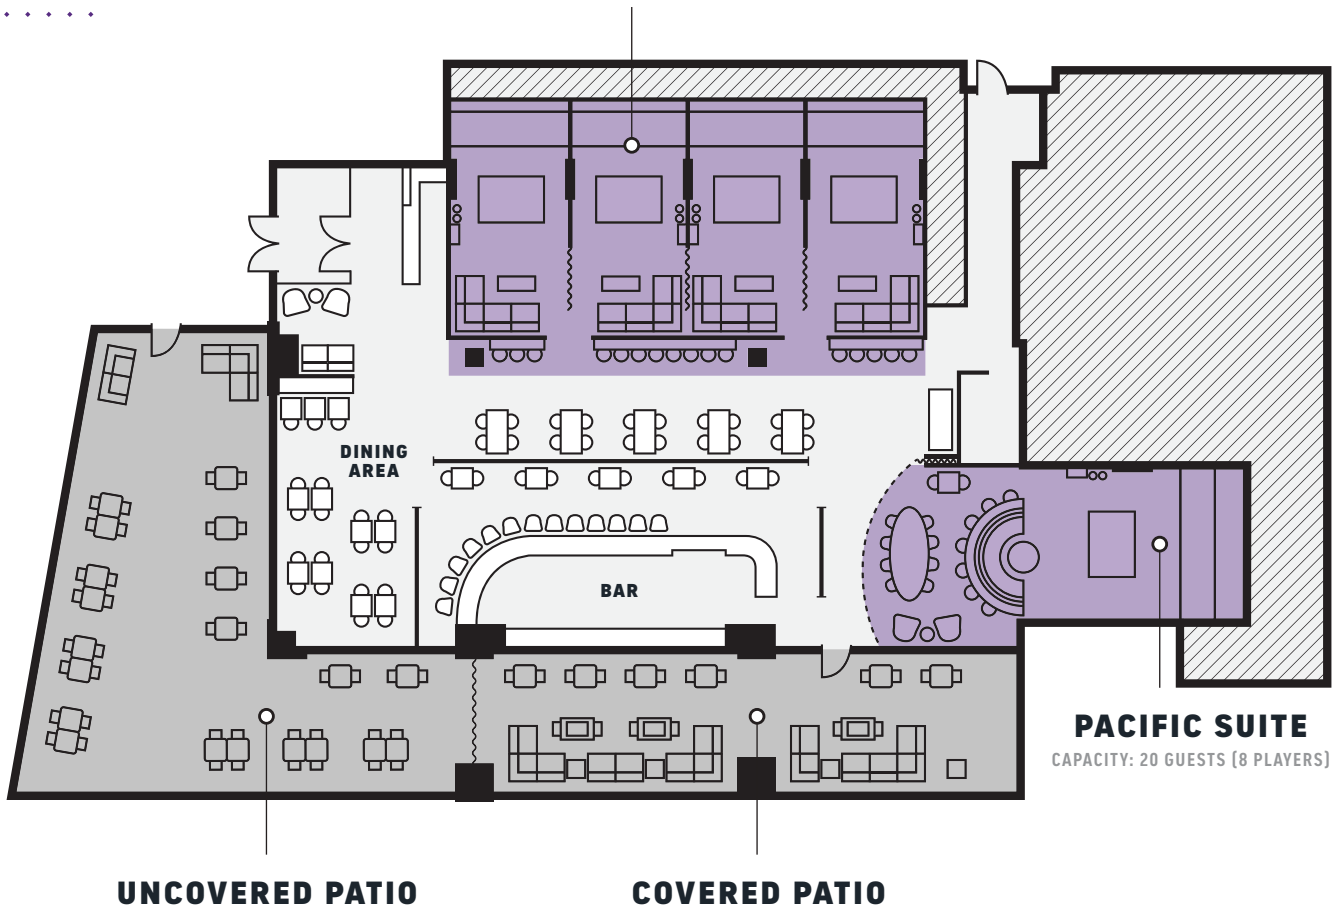 DINING
AREA
BAR
PACIFIC SUITE
CAPACITY: 20 GUESTS (8 PLAYERS)
UNCOVERED PATIO
COVERED PATIO